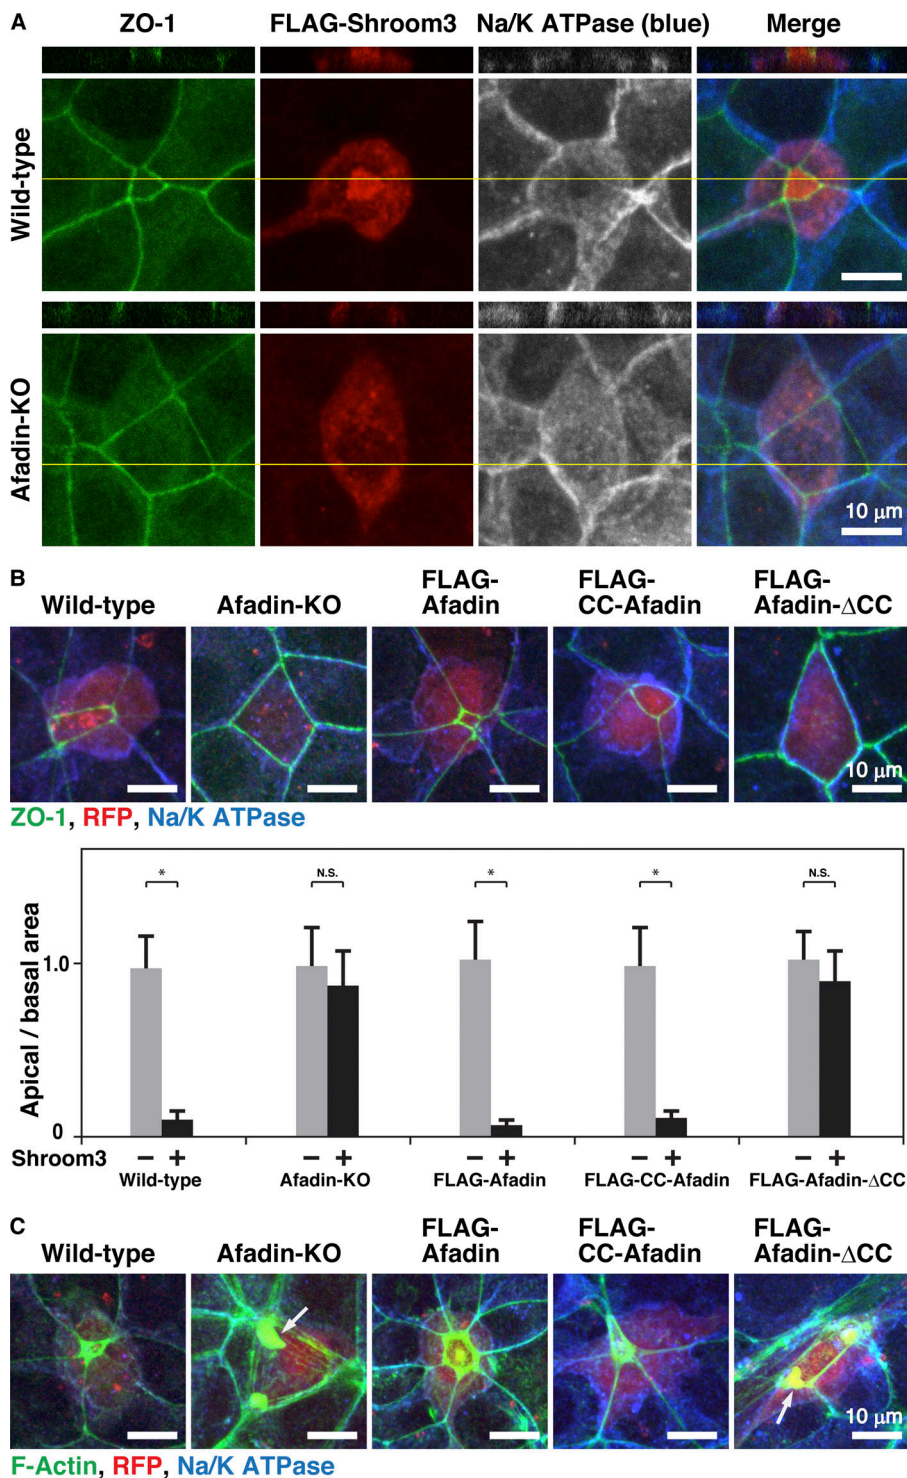 A
ZO-1 FLAG-Shroom3 Na/K ATPase (blue) Merge
Wild-type
Afadin-KO
10 μm
B
Wild-type Afadin-KO FLAG-Afadin FLAG-CC-Afadin FLAG-Afadin-ΔCC
10 μm
ZO-1, RFP, Na/K ATPase
* N.S. * * N.S.
Apical / basal area
1.0
0
Shroom3 − + − + − + − + − +
Wild-type Afadin-KO FLAG-Afadin FLAG-CC-Afadin FLAG-Afadin-ΔCC
C
Wild-type Afadin-KO FLAG-Afadin FLAG-CC-Afadin FLAG-Afadin-ΔCC
10 μm
F-Actin, RFP, Na/K ATPase